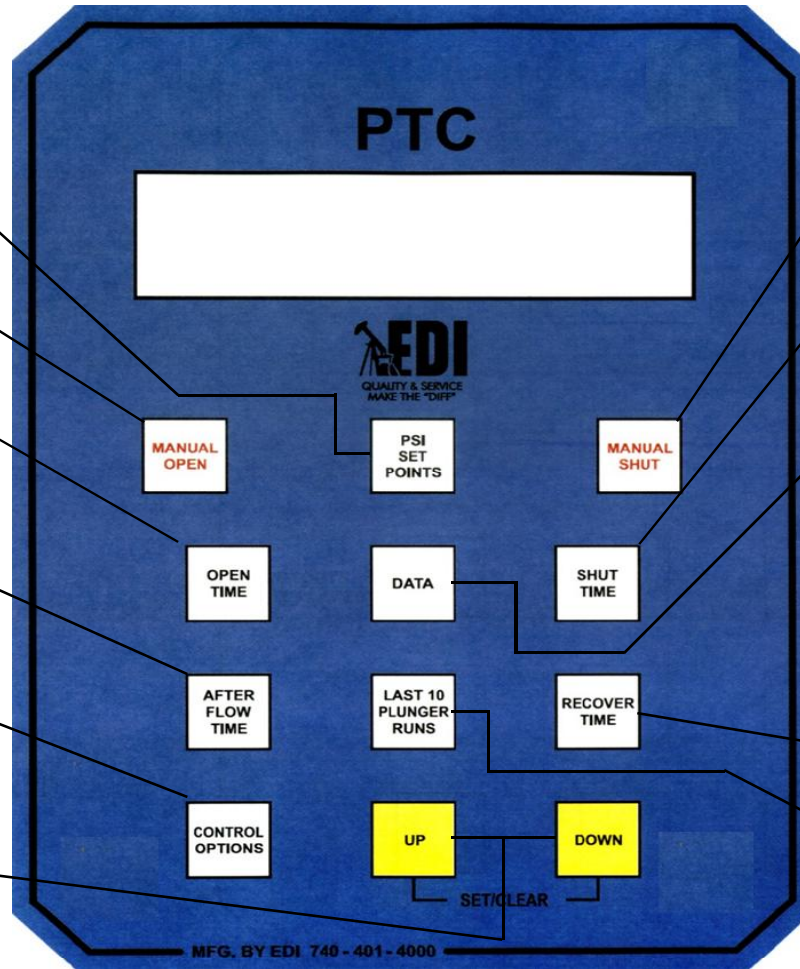 PTC
EDI
QUALITY & SERVICE
MAKE THE "DIFF"
MANUAL
OPEN
PSI
SET
POINTS
MANUAL
SHUT
OPEN
TIME
DATA
SHUT
TIME
AFTER
FLOW
TIME
LAST 10
PLUNGER
RUNS
RECOVER
TIME
CONTROL
OPTIONS
UP
DOWN
SET/CLEAR
MFG. BY EDI 740 - 401 - 4000